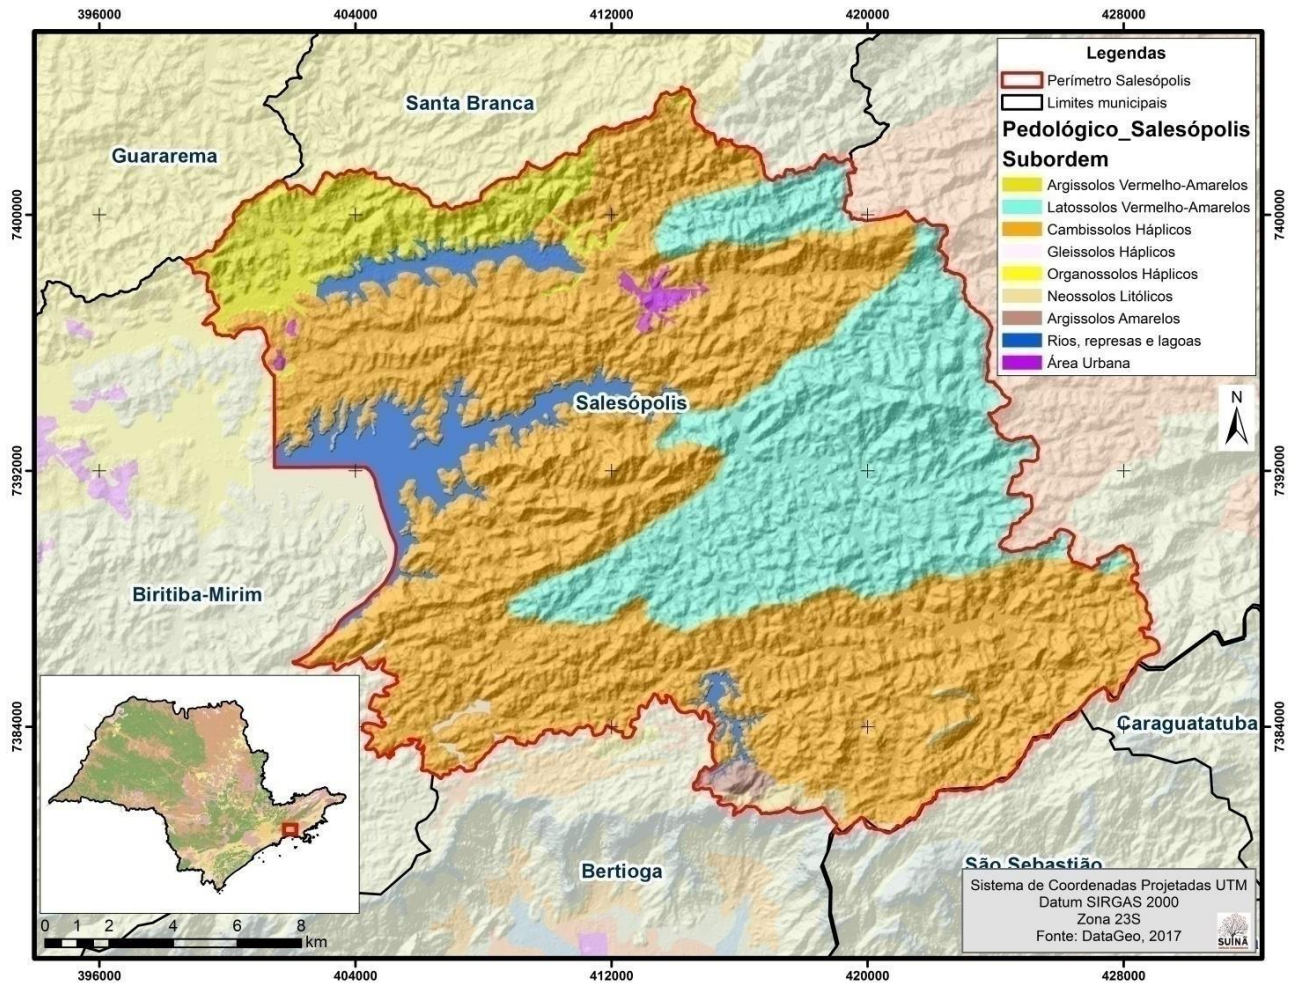 396000
404000
412000
420000
428000
Legendas
Perímetro Salesópolis
Limites municipais
Pedológico_Salesópolis
Subordem
Argissolos Vermelho-Amarelos
Latossolos Vermelho-Amarelos
Cambissolos Háplicos
Gleissolos Háplicos
Organossolos Háplicos
Neossolos Litólicos
Argissolos Amarelos
Rios, represas e lagoas
Área Urbana
Santa Branca
Guararema
7400000
7400000
N
Salesópolis
7392000
7392000
Biritiba-Mirim
7384000
7384000
Caraguatatuba
Bertioga
São Sebastião
0 1 2 4 6 8
km
Sistema de Coordenadas Projetadas UTM
Datum SIRGAS 2000
Zona 23S
Fonte: DataGeo, 2017
SUINÃ
396000
404000
412000
420000
428000